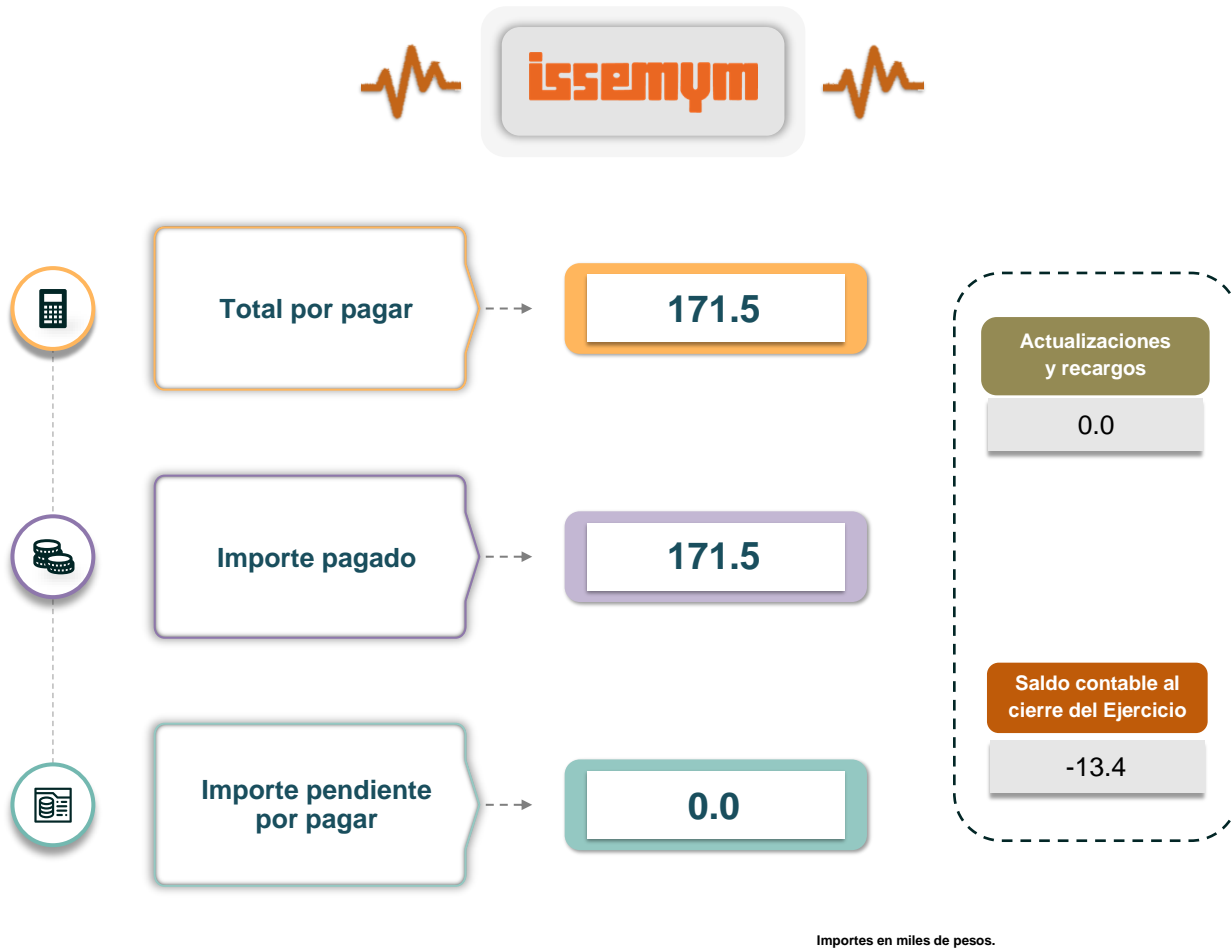 issemym
Total por pagar
171.5
Actualizaciones
y recargos
0.0
Importe pagado
171.5
Saldo contable al
cierre del Ejercicio
-13.4
Importe pendiente
por pagar
0.0
Importes en miles de pesos.